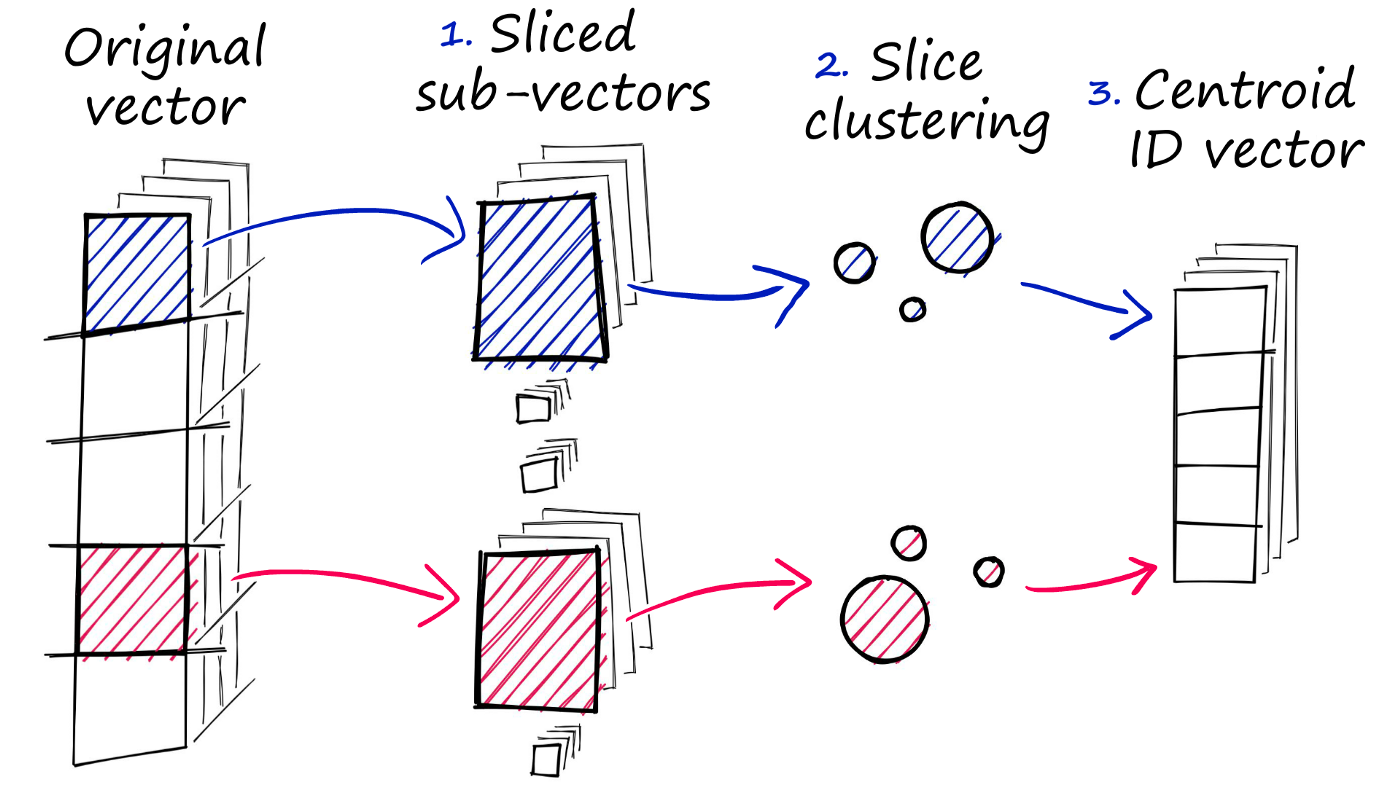 Original
vector
1. Sliced
sub-vectors
2. Slice
clustering
3. Centroid
ID vector